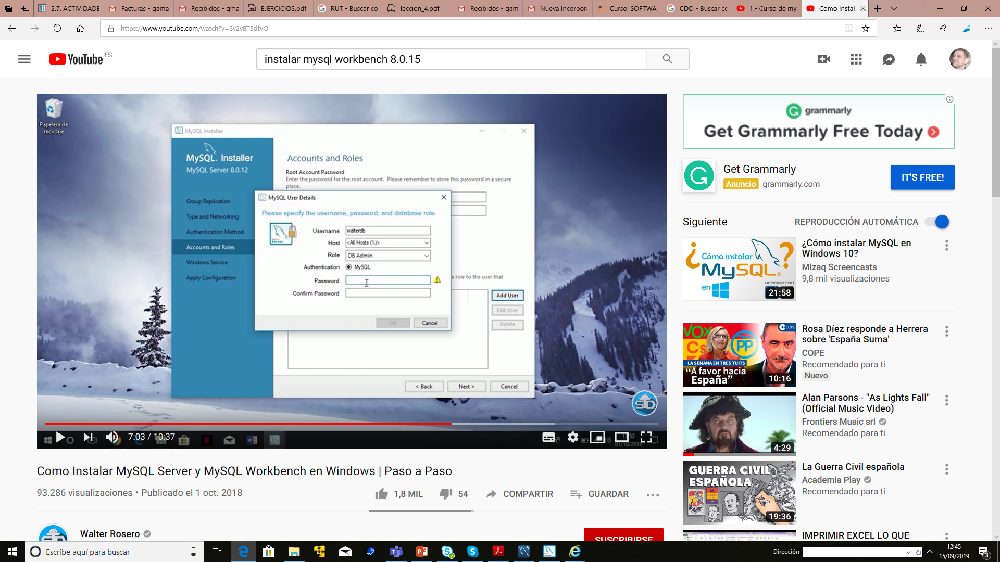 2.7. ACTIVIDADE
Facturas - gama
Recibidos - gma
EJERCICIOS.pdf
RUT - Buscar co
leccion_4.pdf
Recibidos - gam
Nueva Incorpora
Curso: SOFTWA
CDO - Buscar cc
1.- Curso de my
Como Instal
https://www.youtube.com/watch?v=Sv2vBT3dtvQ
YouTube ES
instalar mysql workbench 8.0.15
Papelera de
reciclaje
MySQL Installer
MySQL. Installer
MySQL Server 8.0.12
Group Replication
Type and Networking
Authentication Method
Accounts and Roles
Windows Service
Apply Configuration
Accounts and Roles
Root Account Password
Enter the password for the root account. Please remember to store this password in a secure
place.
MySQL User Details
Please specify the username, password, and database role.
Server
Username walterdb
Host <All Hosts (%)>
Role DB Admin
Authentication MySQL
Password
Confirm Password
OK Cancel
a role to the user that
Add User
Edit User
Delete
< Back Next > Cancel
7:03 / 10:37
01/10/2018
Como Instalar MySQL Server y MySQL Workbench en Windows | Paso a Paso
93.286 visualizaciones • Publicado el 1 oct. 2018
1,8 MIL 54 COMPARTIR GUARDAR
Walter Rosero
SUSCRIBIRSE
grammarly
Get Grammarly Free Today
Get Grammarly
Anuncio grammarly.com
IT'S FREE!
Siguiente
REPRODUCCIÓN AUTOMÁTICA
¿Cómo instalar MySQL® ?
con Workbench y Shell
en
21:58
¿Cómo instalar MySQL en
Windows 10?
Mizaq Screencasts
9,8 mil visualizaciones
VOX
COPE
Cs
PP
LA SEMANA EN TRES TUITS
“A favor hacia
España”
10:16
Rosa Díez responde a Herrera
sobre 'España Suma'
COPE
Recomendado para ti
Nuevo
4:29
Alan Parsons - "As Lights Fall"
(Official Music Video)
Frontiers Music srl
Recomendado para ti
GUERRA CIVIL
ESPAÑOLA
19:36
La Guerra Civil española
Academia Play
Recomendado para ti
IMPRIMIR EXCEL LO QUE
Escribe aquí para buscar
Dirección
12:45
15/09/2019
3